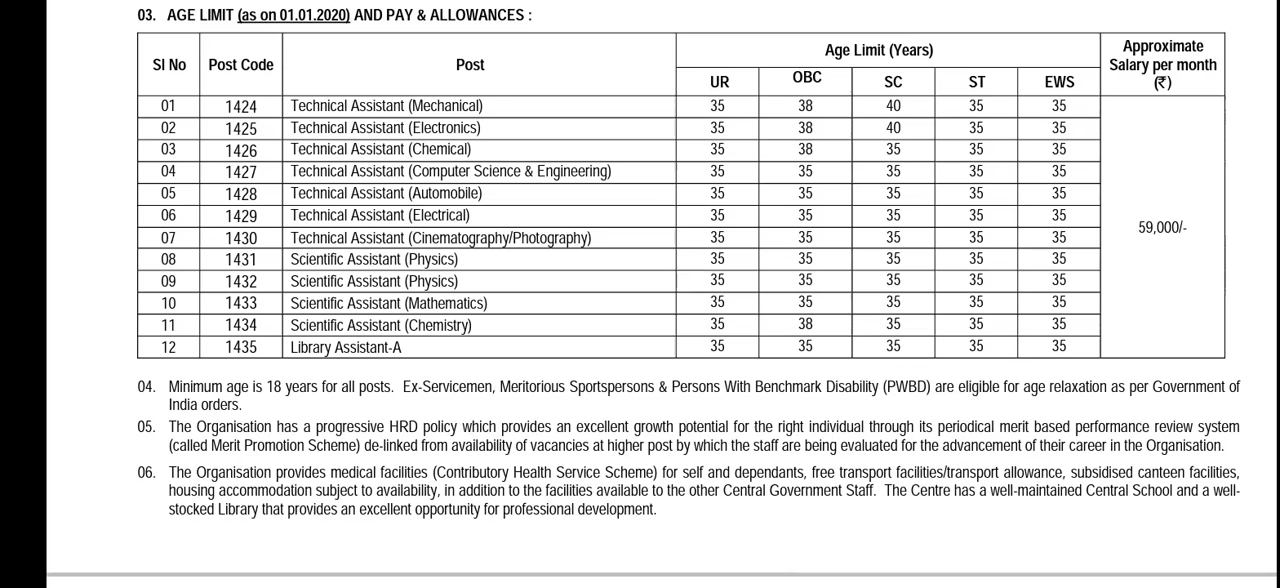 03. AGE LIMIT (as on 01.01.2020) AND PAY & ALLOWANCES :
Sl No Post Code Post Age Limit (Years) Approximate Salary per month (₹)
UR OBC SC ST EWS
01 1424 Technical Assistant (Mechanical) 35 38 40 35 35
02 1425 Technical Assistant (Electronics) 35 38 40 35 35
03 1426 Technical Assistant (Chemical) 35 38 35 35 35
04 1427 Technical Assistant (Computer Science & Engineering) 35 35 35 35 35
05 1428 Technical Assistant (Automobile) 35 35 35 35 35
06 1429 Technical Assistant (Electrical) 35 35 35 35 35
07 1430 Technical Assistant (Cinematography/Photography) 35 35 35 35 35
59,000/-
08 1431 Scientific Assistant (Physics) 35 35 35 35 35
09 1432 Scientific Assistant (Physics) 35 35 35 35 35
10 1433 Scientific Assistant (Mathematics) 35 35 35 35 35
11 1434 Scientific Assistant (Chemistry) 35 38 35 35 35
12 1435 Library Assistant-A 35 35 35 35 35
04. Minimum age is 18 years for all posts. Ex-Servicemen, Meritorious Sportspersons & Persons With Benchmark Disability (PWBD) are eligible for age relaxation as per Government of
India orders.
05. The Organisation has a progressive HRD policy which provides an excellent growth potential for the right individual through its periodical merit based performance review system
(called Merit Promotion Scheme) de-linked from availability of vacancies at higher post by which the staff are being evaluated for the advancement of their career in the Organisation.
06. The Organisation provides medical facilities (Contributory Health Service Scheme) for self and dependants, free transport facilities/transport allowance, subsidised canteen facilities,
housing accommodation subject to availability, in addition to the facilities available to the other Central Government Staff. The Centre has a well-maintained Central School and a well-
stocked Library that provides an excellent opportunity for professional development.